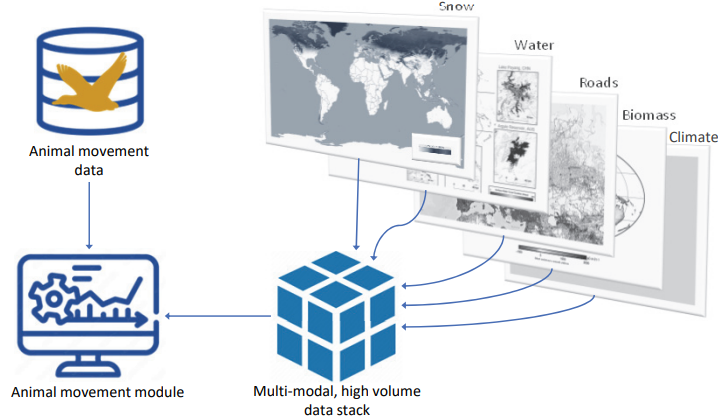 Snow
Water
Roads
Biomass
Climate
Animal movement
data
Animal movement module
Multi-modal, high volume
data stack